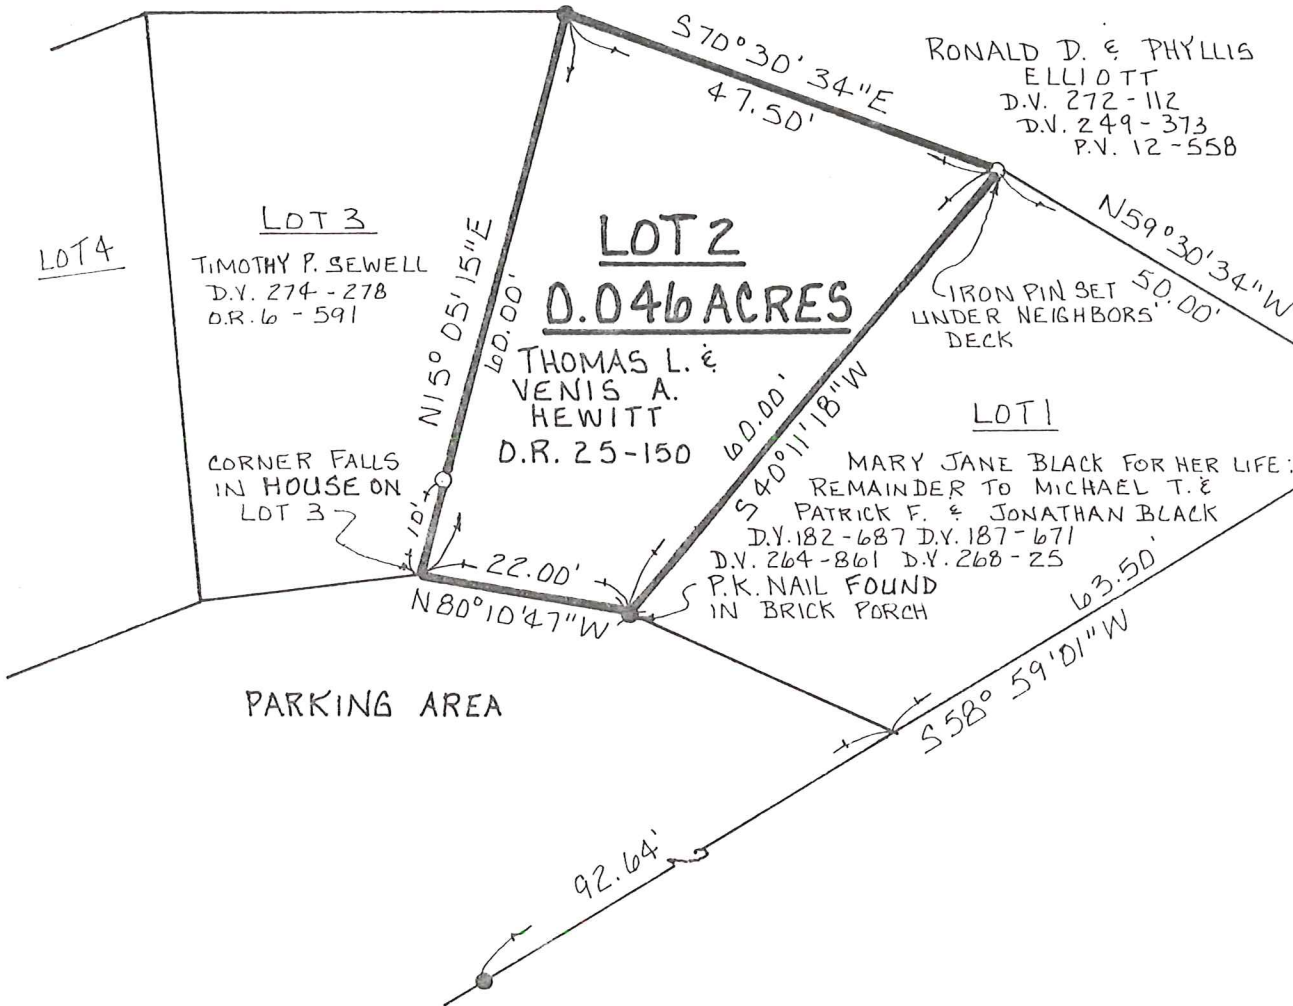 S70°30'34"E
47.50'
RONALD D. & PHYLLIS
ELLIOTT
D.V. 272-112
D.V. 249-373
P.V. 12-558
N59°30'34"W
50.00'
LOT 4
LOT 3
TIMOTHY P. SEWELL
D.V. 274-278
O.R. 6-591
N15°05'15"E
60.00'
LOT 2
0.046 ACRES
THOMAS L. &
VENIS A.
HEWITT
O.R. 25-150
IRON PIN SET
UNDER NEIGHBORS'
DECK
60.00'
S40°11'18"W
LOT 1
MARY JANE BLACK FOR HER LIFE:
REMAINDER TO MICHAEL T. &
PATRICK F. & JONATHAN BLACK
D.V. 182-687 D.V. 187-671
D.V. 264-861 D.V. 268-25
CORNER FALLS
IN HOUSE ON
LOT 3
10'
22.00'
N80°10'47"W
P.K. NAIL FOUND
IN BRICK PORCH
63.50'
S58°59'01"W
PARKING AREA
92.64'